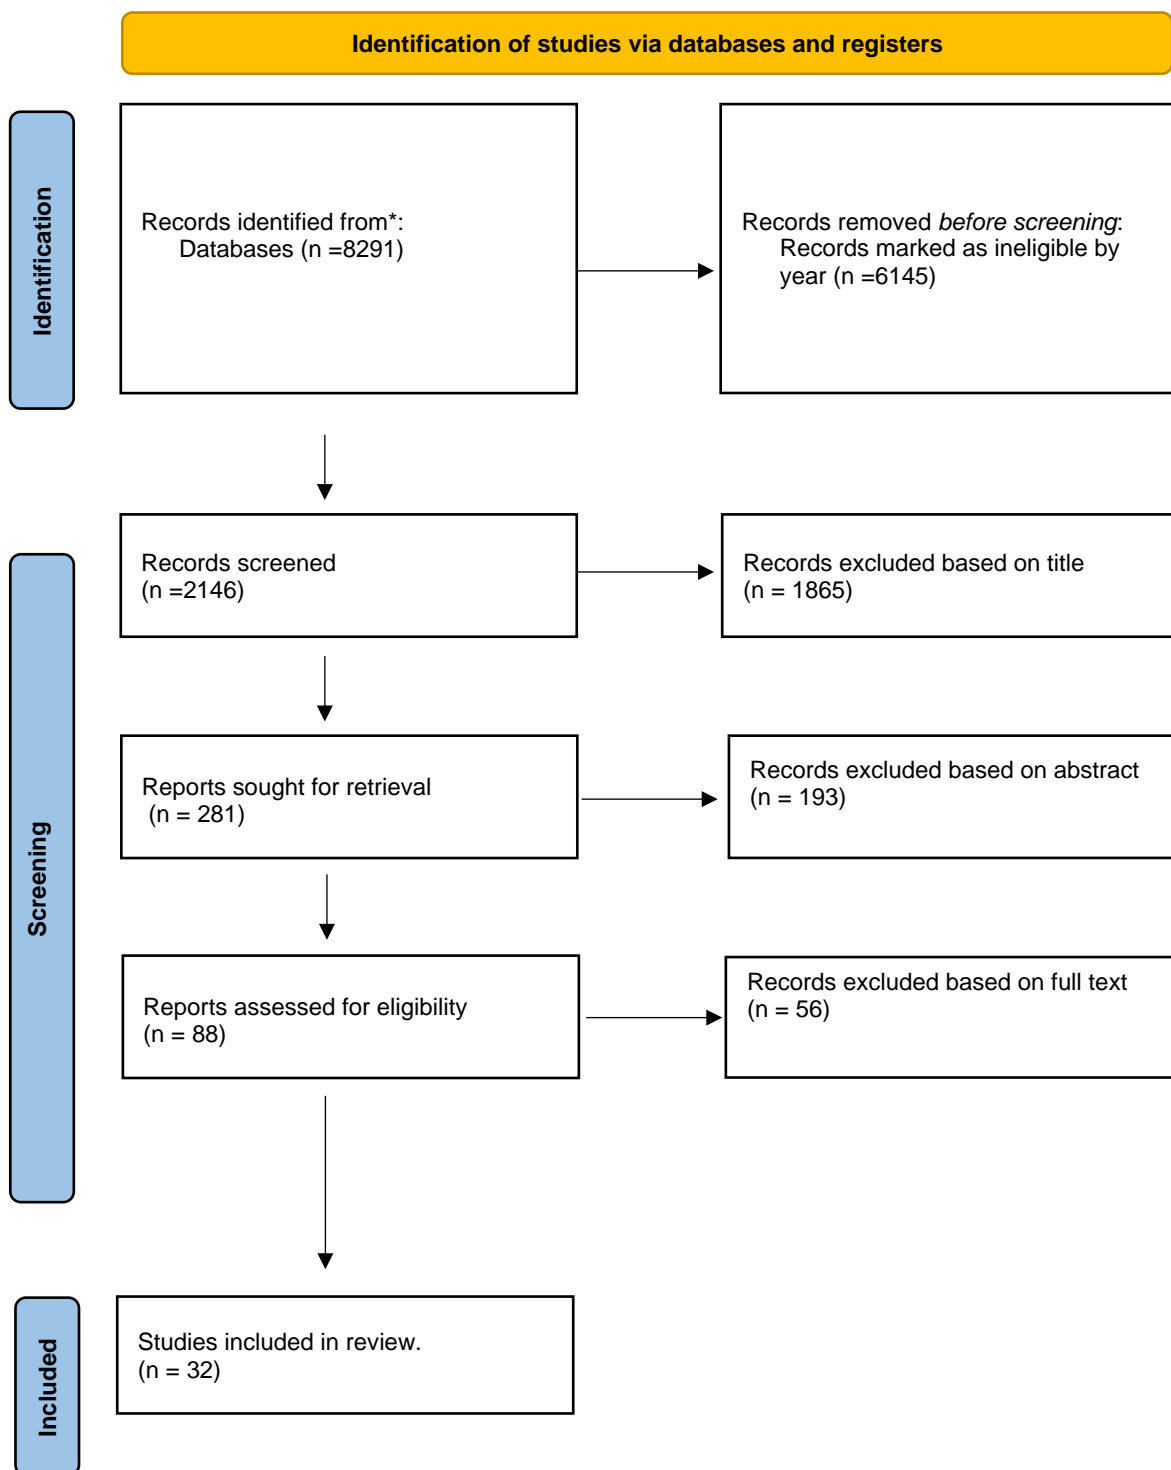 Identification of studies via databases and registers
Identification
Records identified from*:
Databases (n =8291)
Records removed before screening:
Records marked as ineligible by
year (n =6145)
Screening
Records screened
(n =2146)
Records excluded based on title
(n = 1865)
Reports sought for retrieval
(n = 281)
Records excluded based on abstract
(n = 193)
Reports assessed for eligibility
(n = 88)
Records excluded based on full text
(n = 56)
Included
Studies included in review.
(n = 32)